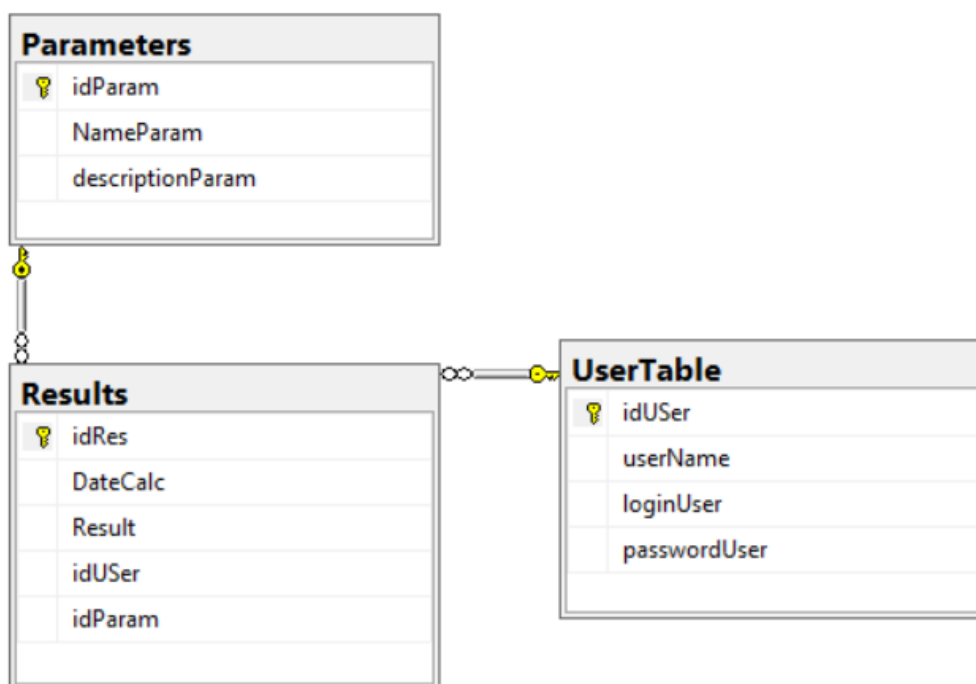 Parameters
idParam
NameParam
descriptionParam
Results
idRes
DateCalc
Result
idUSer
idParam
UserTable
idUSer
userName
loginUser
passwordUser